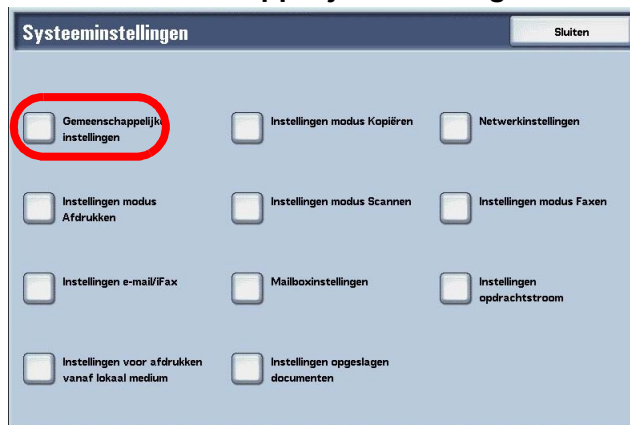 Systeeminstellingen
Sluiten
Gemeenschappelijke
instellingen
Instellingen modus Kopiëren
Netwerkinstellingen
Instellingen modus
Afdrukken
Instellingen modus Scannen
Instellingen modus Faxen
Instellingen e-mail/iFax
Mailboxinstellingen
Instellingen
opdrachtstroom
Instellingen voor afdrukken
vanaf lokaal medium
Instellingen opgeslagen
documenten